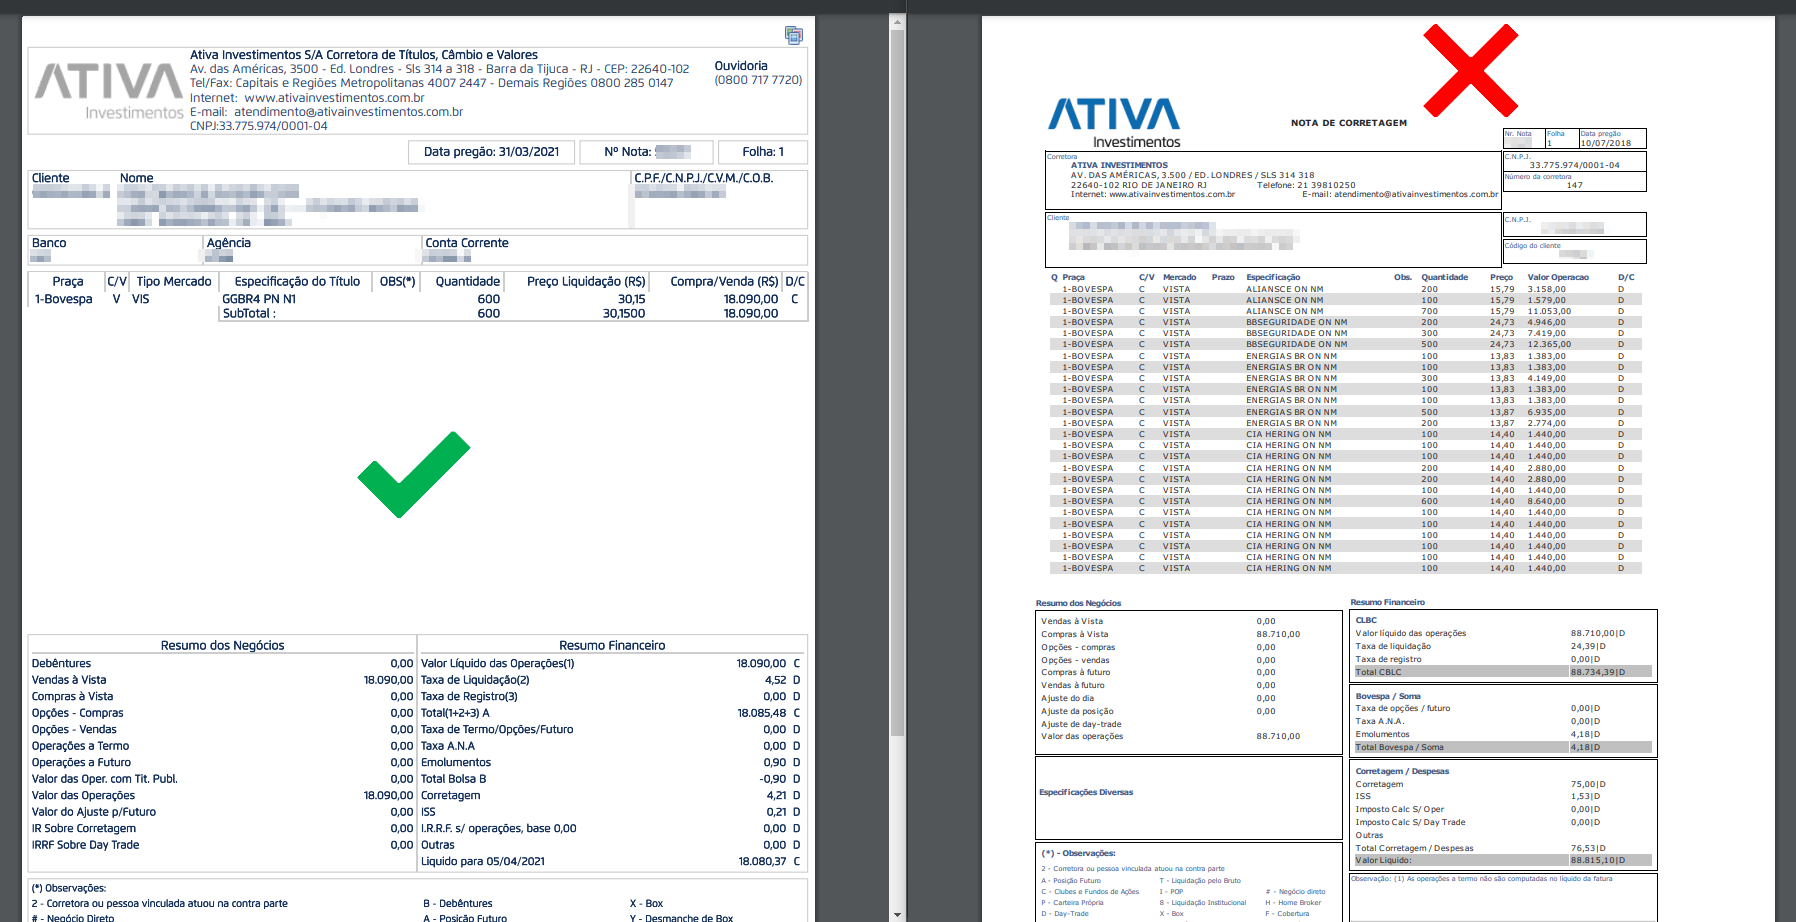 ATIVA
Investimentos
Ativa Investimentos S/A Corretora de Títulos, Câmbio e Valores
Av. das Américas, 3500 - Ed. Londres - Sls 314 a 318 - Barra da Tijuca - RJ - CEP: 22640-102
Tel/Fax: Capitais e Regiões Metropolitanas 4007 2447 - Demais Regiões 0800 285 0147
Internet: www.ativainvestimentos.com.br
E-mail: atendimento@ativainvestimentos.com.br
CNPJ:33.775.974/0001-04
Ouvidoria
(0800 717 7720)
Data pregão: 31/03/2021 Nº Nota: Folha: 1
Cliente Nome C.P.F./C.N.P.J./C.V.M./C.O.B.
Banco Agência Conta Corrente
Praça C/V Tipo Mercado Especificação do Título OBS(*) Quantidade Preço Liquidação (R$) Compra/Venda (R$) D/C
1-Bovespa V VIS GGBR4 PN N1 600 30,15 18.090,00 C
SubTotal : 600 30,1500 18.090,00
Resumo dos Negócios Resumo Financeiro
Debêntures 0,00 Valor Líquido das Operações(1) 18.090,00 C
Vendas à Vista 18.090,00 Taxa de Liquidação(2) 4,52 D
Compras à Vista 0,00 Taxa de Registro(3) 0,00 D
Opções - Compras 0,00 Total(1+2+3) A 18.085,48 C
Opções - Vendas 0,00 Taxa de Termo/Opções/Futuro 0,00 D
Operações a Termo 0,00 Taxa A.N.A 0,00 D
Operações a Futuro 0,00 Emolumentos 0,90 D
Valor das Oper. com Tit. Publ. 0,00 Total Bolsa B -0,90 D
Valor das Operações 18.090,00 Corretagem 4,21 D
Valor do Ajuste p/Futuro 0,00 ISS 0,21 D
IR Sobre Corretagem 0,00 I.R.R.F. s/ operações, base 0,00 0,00 D
IRRF Sobre Day Trade 0,00 Outras 0,00 D
Liquido para 05/04/2021 18.080,37 C
(*) Observações:
2 - Corretora ou pessoa vinculada atuou na contra parte B - Debêntures X - Box
# - Negócio Direto A - Posição Futuro Y - Desmanche de Box
ATIVA
Investimentos
NOTA DE CORRETAGEM
Nr. Nota Folha Data pregão
1 10/07/2018
Corretora
ATIVA INVESTIMENTOS
AV. DAS AMÉRICAS, 3.500 / ED. LONDRES / SLS 314 318
22640-102 RIO DE JANEIRO RJ Telefone: 21 39810250
Internet: www.ativainvestimentos.com.br E-mail: atendimento@ativainvestimentos.com.br
C.N.P.J.
33.775.974/0001-04
Número da corretora
147
Cliente
C.N.P.J.
Código do cliente
Q Praça C/V Mercado Prazo Especificação Obs. Quantidade Preço Valor Operacao D/C
1-BOVESPA C VISTA ALIANSCE ON NM 200 15,79 3.158,00 D
1-BOVESPA C VISTA ALIANSCE ON NM 100 15,79 1.579,00 D
1-BOVESPA C VISTA ALIANSCE ON NM 700 15,79 11.053,00 D
1-BOVESPA C VISTA BBSEGURIDADE ON NM 200 24,73 4.946,00 D
1-BOVESPA C VISTA BBSEGURIDADE ON NM 300 24,73 7.419,00 D
1-BOVESPA C VISTA BBSEGURIDADE ON NM 500 24,73 12.365,00 D
1-BOVESPA C VISTA ENERGIAS BR ON NM 100 13,83 1.383,00 D
1-BOVESPA C VISTA ENERGIAS BR ON NM 100 13,83 1.383,00 D
1-BOVESPA C VISTA ENERGIAS BR ON NM 300 13,83 4.149,00 D
1-BOVESPA C VISTA ENERGIAS BR ON NM 100 13,83 1.383,00 D
1-BOVESPA C VISTA ENERGIAS BR ON NM 100 13,83 1.383,00 D
1-BOVESPA C VISTA ENERGIAS BR ON NM 500 13,87 6.935,00 D
1-BOVESPA C VISTA ENERGIAS BR ON NM 200 13,87 2.774,00 D
1-BOVESPA C VISTA CIA HERING ON NM 100 14,40 1.440,00 D
1-BOVESPA C VISTA CIA HERING ON NM 100 14,40 1.440,00 D
1-BOVESPA C VISTA CIA HERING ON NM 100 14,40 1.440,00 D
1-BOVESPA C VISTA CIA HERING ON NM 200 14,40 2.880,00 D
1-BOVESPA C VISTA CIA HERING ON NM 200 14,40 2.880,00 D
1-BOVESPA C VISTA CIA HERING ON NM 100 14,40 1.440,00 D
1-BOVESPA C VISTA CIA HERING ON NM 600 14,40 8.640,00 D
1-BOVESPA C VISTA CIA HERING ON NM 100 14,40 1.440,00 D
1-BOVESPA C VISTA CIA HERING ON NM 100 14,40 1.440,00 D
1-BOVESPA C VISTA CIA HERING ON NM 100 14,40 1.440,00 D
1-BOVESPA C VISTA CIA HERING ON NM 100 14,40 1.440,00 D
1-BOVESPA C VISTA CIA HERING ON NM 100 14,40 1.440,00 D
1-BOVESPA C VISTA CIA HERING ON NM 100 14,40 1.440,00 D
Resumo dos Negócios
Vendas à Vista 0,00
Compras à Vista 88.710,00
Opções - compras 0,00
Opções - vendas 0,00
Compras à futuro 0,00
Vendas à futuro 0,00
Ajuste do dia 0,00
Ajuste da posição 0,00
Ajuste de day-trade
Valor das operações 88.710,00
Especificações Diversas
(*) - Observações:
2 - Corretora ou pessoa vinculada atuou na contra parte
A - Posição Futuro T - Liquidação pelo Bruto
C - Clubes e Fundos de Ações I - POP # - Negócio direto
P - Carteira Própria 8 - Liquidação Institucional H - Home Broker
D - Day-Trade X - Box F - Cobertura
Resumo Financeiro
CLBC
Valor líquido das operações 88.710,00|D
Taxa de liquidação 24,39|D
Taxa de registro 0,00|D
Total CBLC 88.734,39|D
Bovespa / Soma
Taxa de opções / futuro 0,00|D
Taxa A.N.A. 0,00|D
Emolumentos 4,18|D
Total Bovespa / Soma 4,18|D
Corretagem / Despesas
Corretagem 75,00|D
ISS 1,53|D
Imposto Calc S/ Oper 0,00|D
Imposto Calc S/ Day Trade 0,00|D
Outras
Total Corretagem / Despesas 76,53|D
Valor Liquido: 88.815,10|D
Observação: (1) As operações a termo não são computadas no líquido da fatura